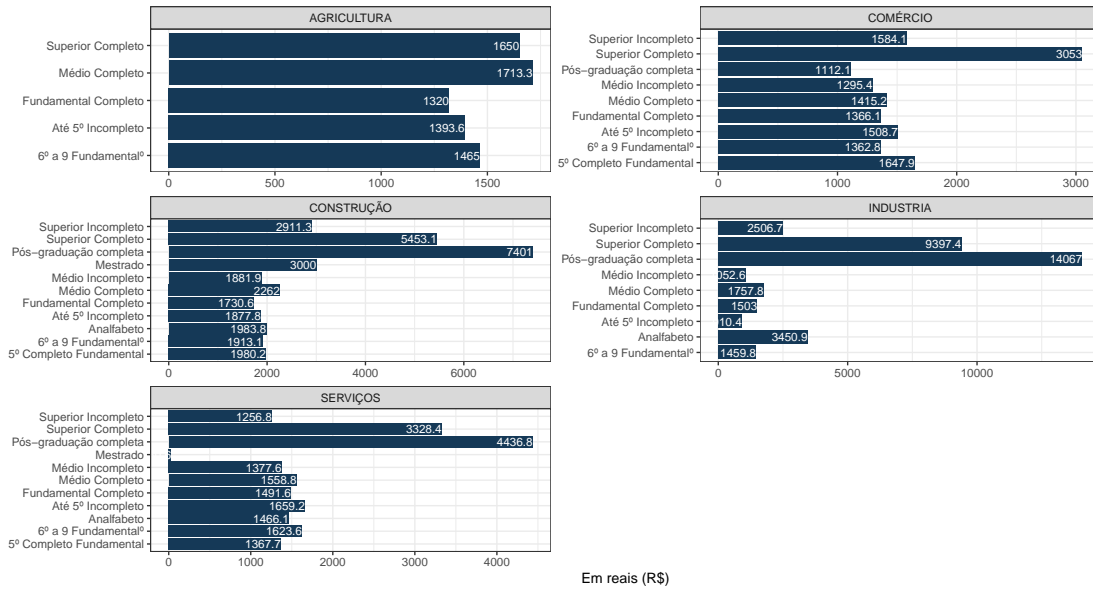 AGRICULTURA
Superior Completo 1650
Médio Completo 1713.3
Fundamental Completo 1320
Até 5º Incompleto 1393.6
6º a 9 Fundamentalº 1465
0 500 1000 1500
COMÉRCIO
Superior Incompleto 1584.1
Superior Completo 3053
Pós−graduação completa 1112.1
Médio Incompleto 1295.4
Médio Completo 1415.2
Fundamental Completo 1366.1
Até 5º Incompleto 1508.7
6º a 9 Fundamentalº 1362.8
5º Completo Fundamental 1647.9
0 1000 2000 3000
CONSTRUÇÃO
Superior Incompleto 2911.3
Superior Completo 5453.1
Pós−graduação completa 7401
Mestrado 3000
Médio Incompleto 1881.9
Médio Completo 2262
Fundamental Completo 1730.6
Até 5º Incompleto 1877.8
Analfabeto 1983.8
6º a 9 Fundamentalº 1913.1
5º Completo Fundamental 1980.2
0 2000 4000 6000
INDUSTRIA
Superior Incompleto 2506.7
Superior Completo 9397.4
Pós−graduação completa 14067
Médio Incompleto 052.6
Médio Completo 1757.8
Fundamental Completo 1503
Até 5º Incompleto 10.4
Analfabeto 3450.9
6º a 9 Fundamentalº 1459.8
0 5000 10000
SERVIÇOS
Superior Incompleto 1256.8
Superior Completo 3328.4
Pós−graduação completa 4436.8
Mestrado
Médio Incompleto 1377.6
Médio Completo 1558.8
Fundamental Completo 1491.6
Até 5º Incompleto 1659.2
Analfabeto 1466.1
6º a 9 Fundamentalº 1623.6
5º Completo Fundamental 1367.7
0 1000 2000 3000 4000
Em reais (R$)